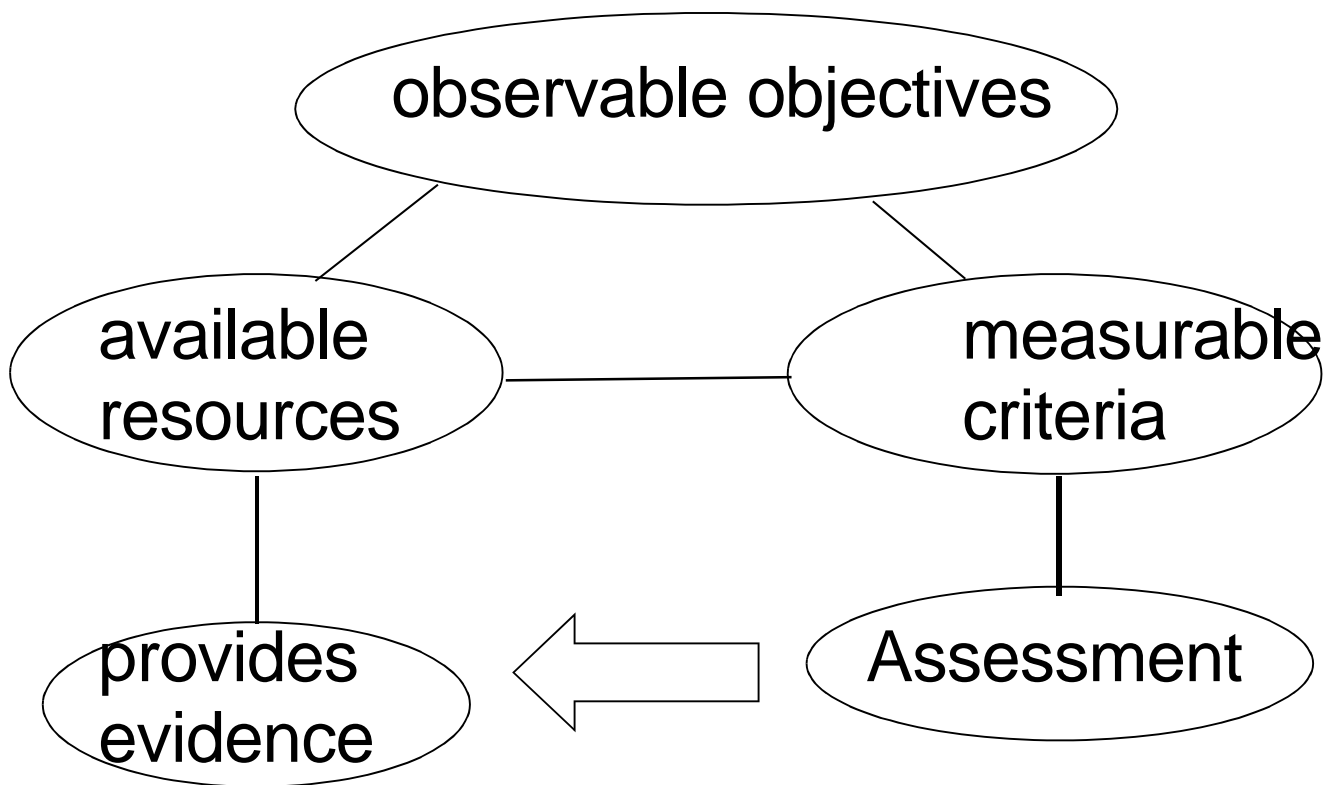 observable objectives
available
resources
measurable
criteria
provides
evidence
Assessment